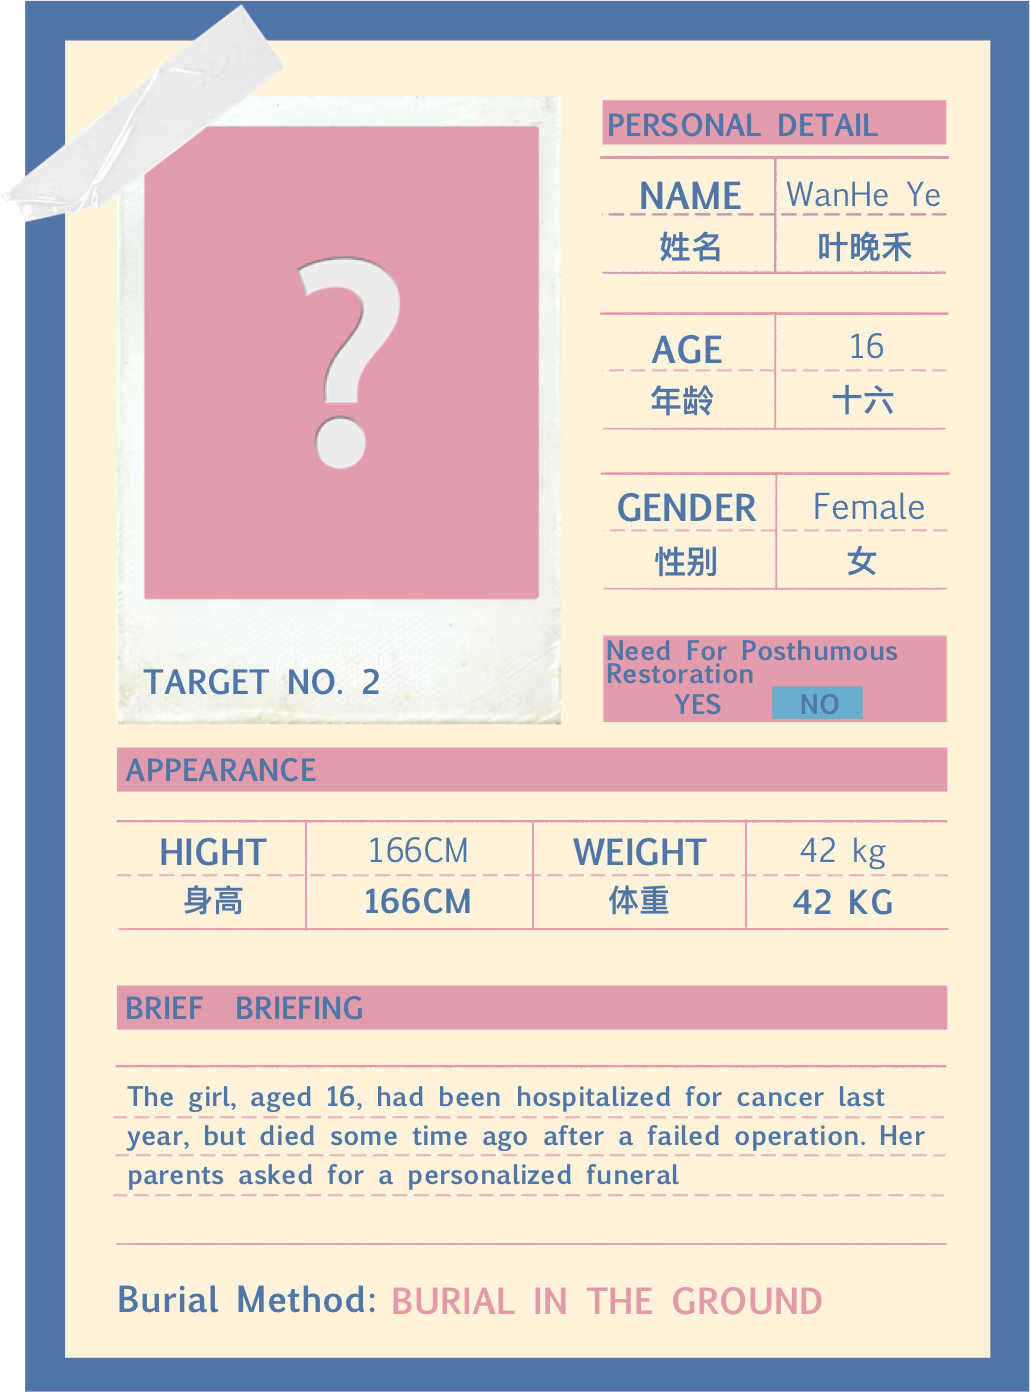 PERSONAL DETAIL
NAME WanHe Ye
姓名 叶晚禾
AGE 16
年龄 十六
GENDER Female
性别 女
?
TARGET NO. 2
Need For Posthumous
Restoration
YES NO
APPEARANCE
HIGHT 166CM WEIGHT 42 kg
身高 166CM 体重 42 KG
BRIEF BRIEFING
The girl, aged 16, had been hospitalized for cancer last
year, but died some time ago after a failed operation. Her
parents asked for a personalized funeral
Burial Method: BURIAL IN THE GROUND